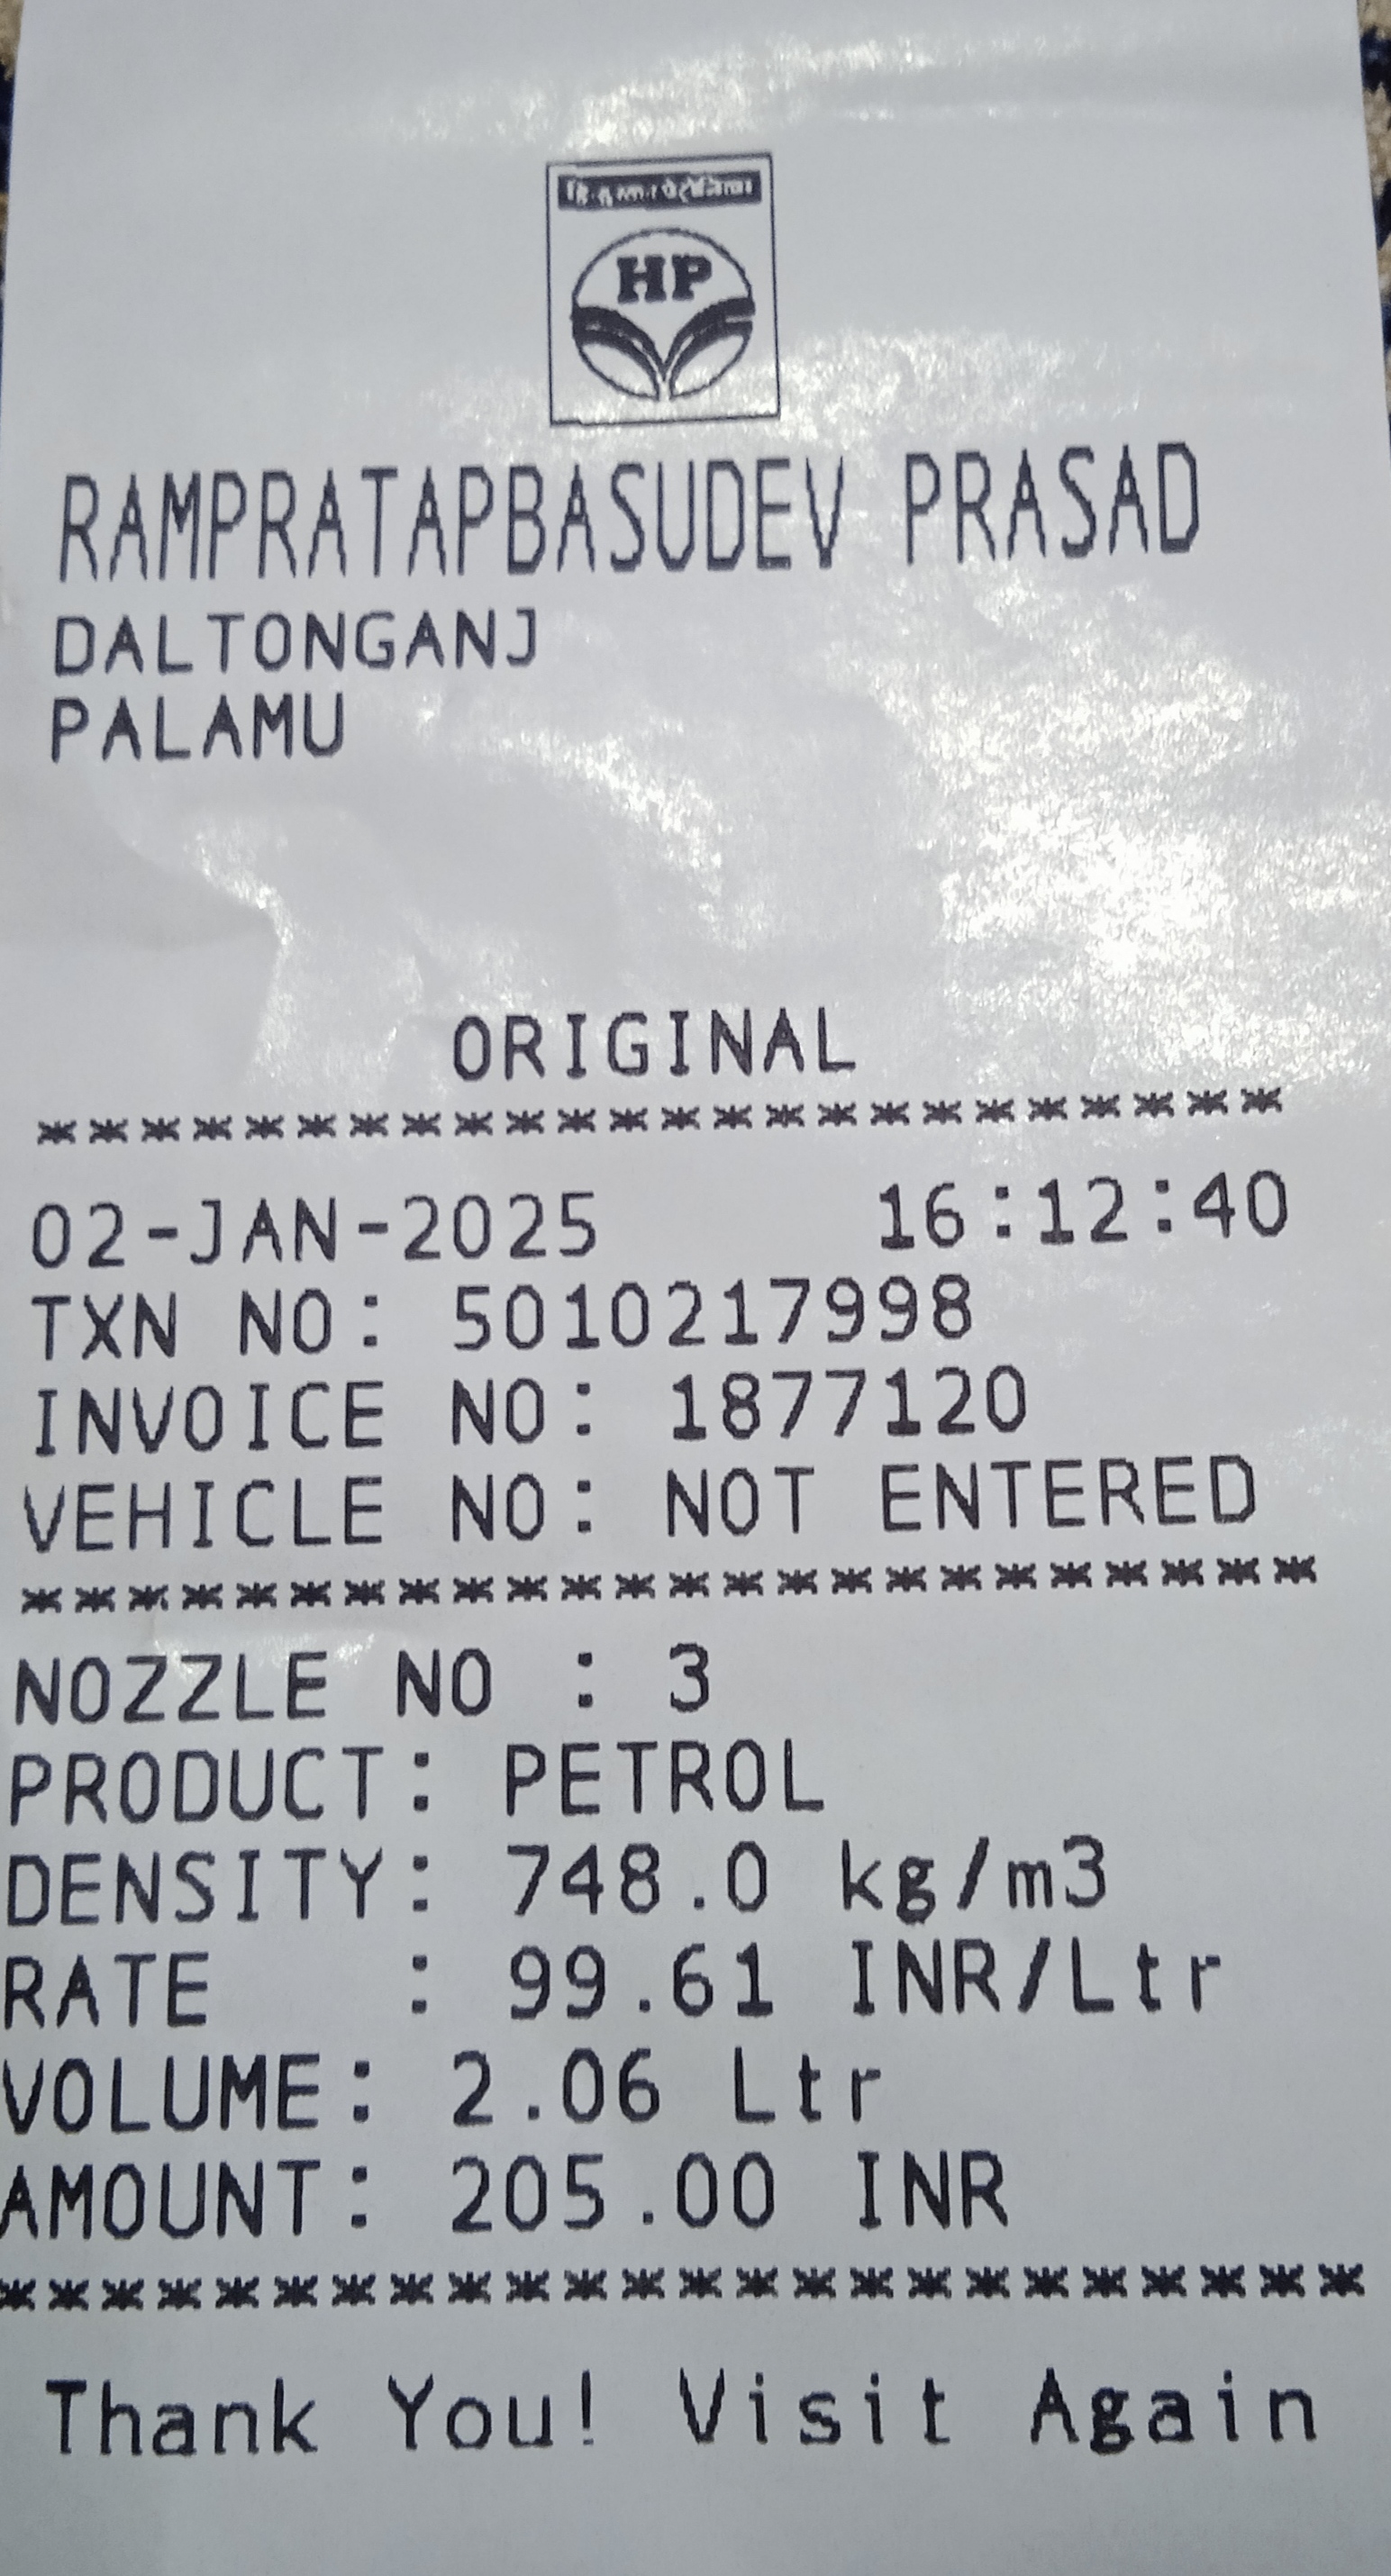 हिन्दुस्तान पेट्रोलियम
HP
RAMPRATAPBASUDEV PRASAD
DALTONGANJ
PALAMU
ORIGINAL
************************
02-JAN-2025 16:12:40
TXN NO: 5010217998
INVOICE NO: 1877120
VEHICLE NO: NOT ENTERED
************************
NOZZLE NO : 3
PRODUCT: PETROL
DENSITY: 748.0 kg/m3
RATE : 99.61 INR/Ltr
VOLUME: 2.06 Ltr
AMOUNT: 205.00 INR
************************
Thank You! Visit Again